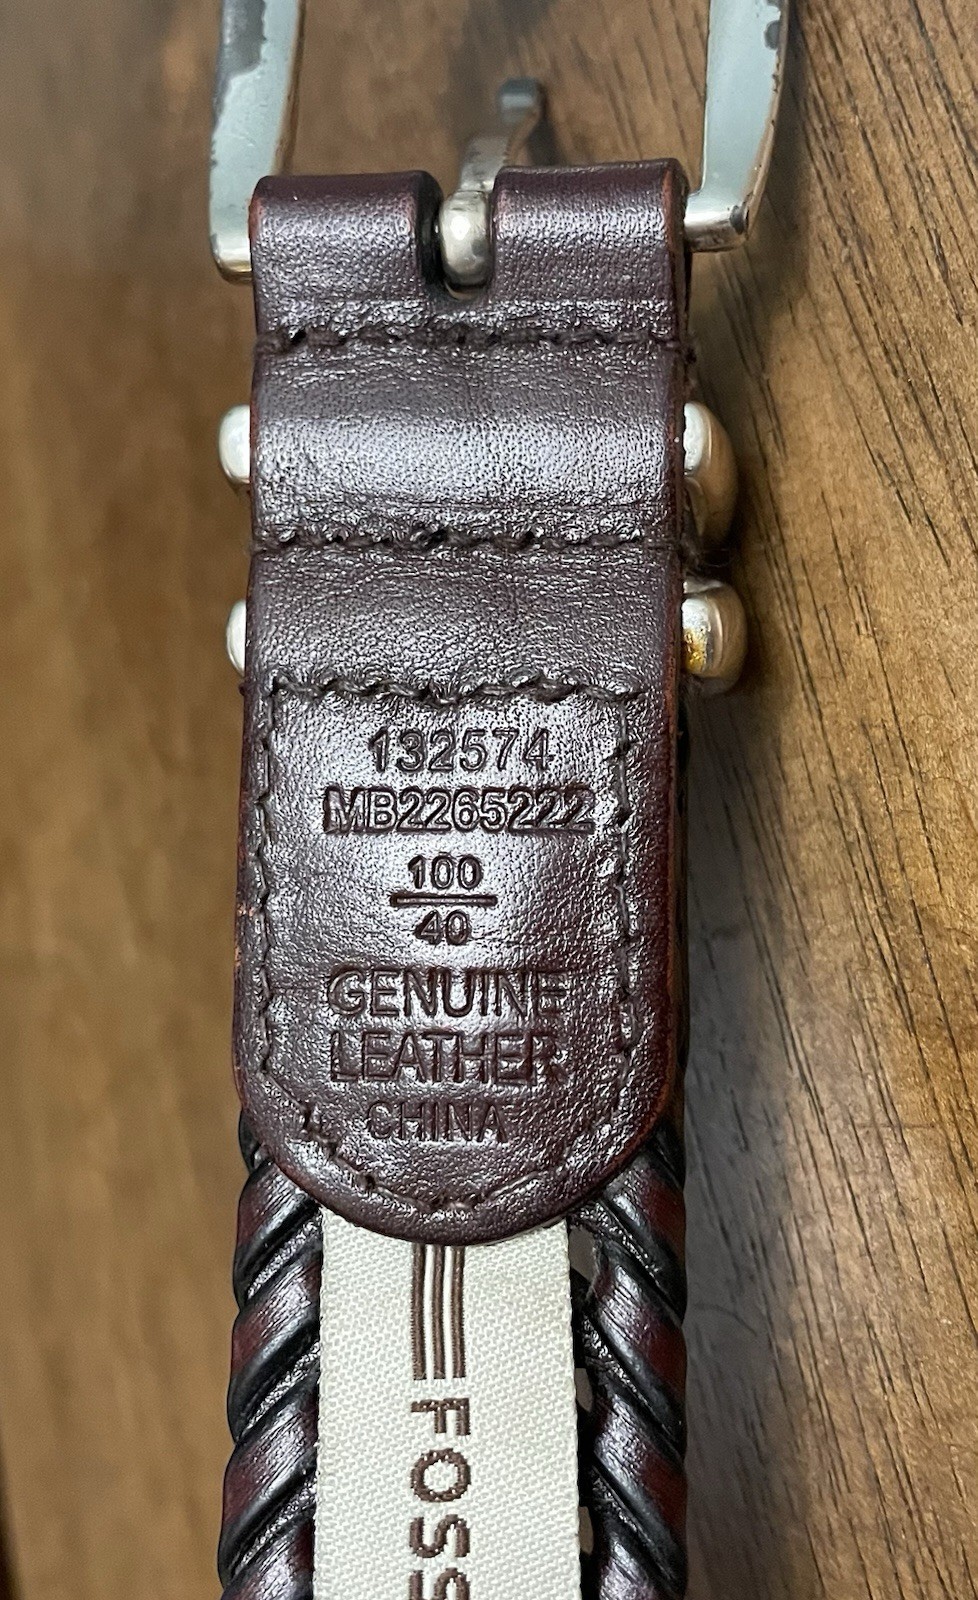 132574
MB2265222
100
40
GENUINE
LEATHER
CHINA
FOSS